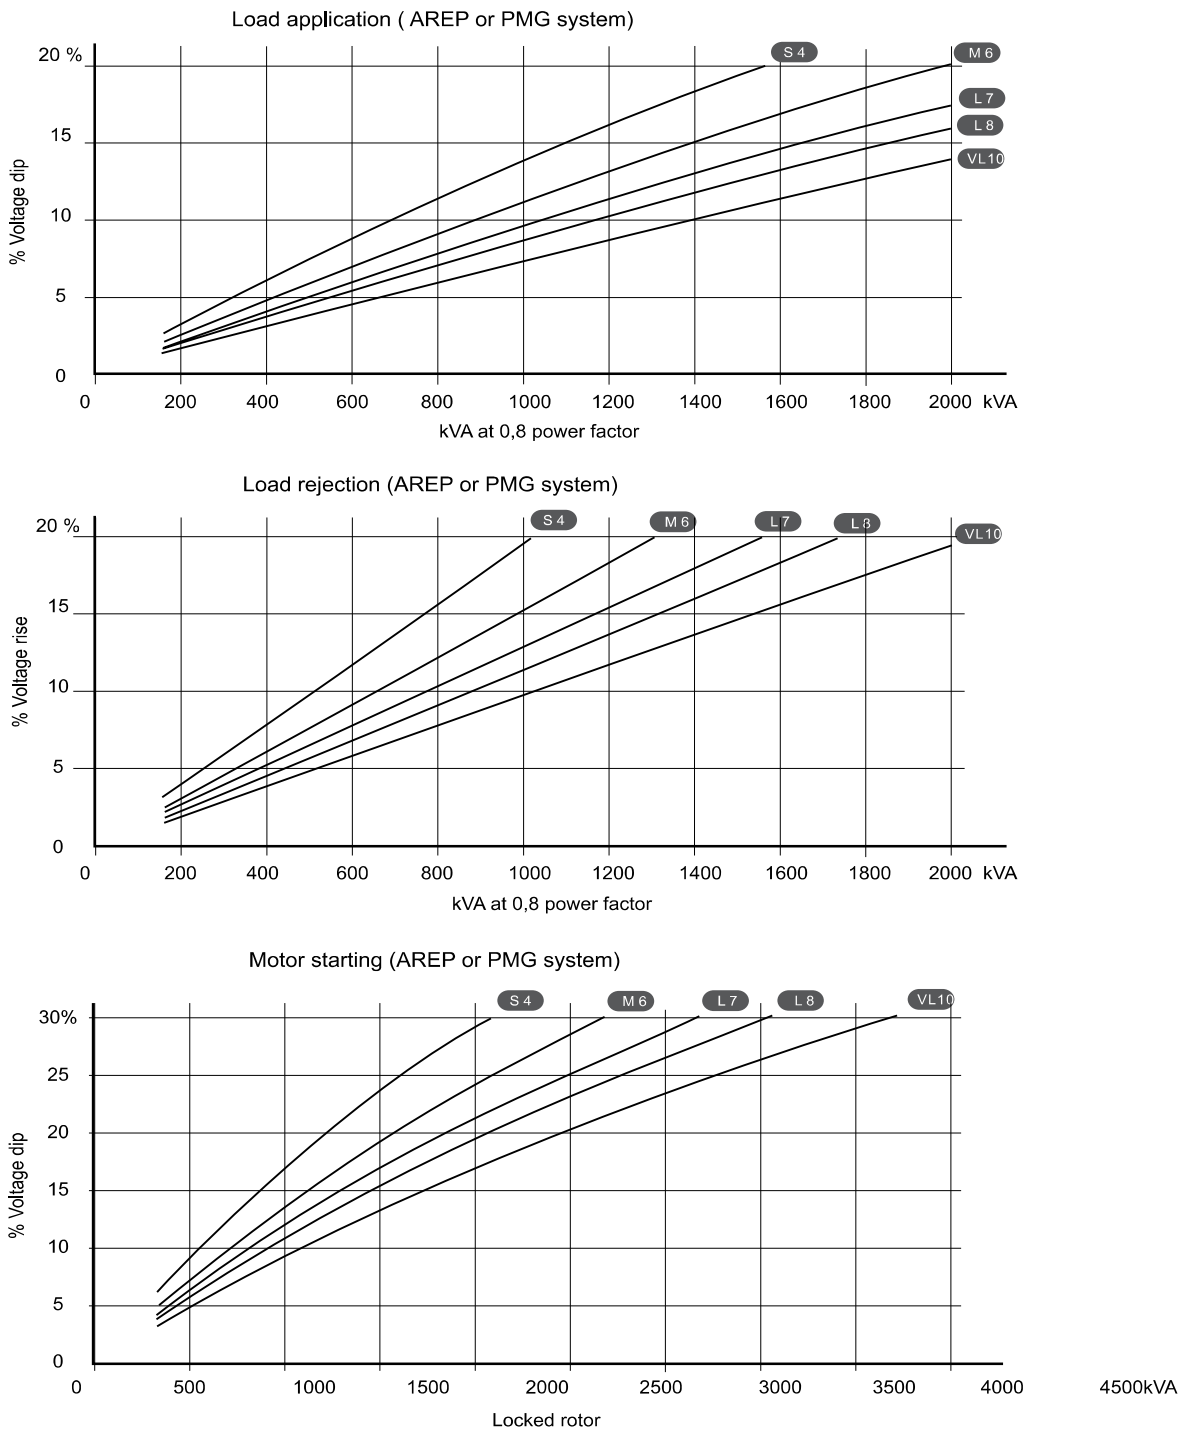 Load application ( AREP or PMG system)
20 %
15
10
5
0
% Voltage dip
S 4
M 6
L 7
L 8
VL10
0 200 400 600 800 1000 1200 1400 1600 1800 2000 kVA
kVA at 0,8 power factor
Load rejection (AREP or PMG system)
20 %
15
10
5
0
% Voltage rise
S 4
M 6
L 7
L 8
VL10
0 200 400 600 800 1000 1200 1400 1600 1800 2000 kVA
kVA at 0,8 power factor
Motor starting (AREP or PMG system)
30%
25
20
15
10
5
0
% Voltage dip
S 4
M 6
L 7
L 8
VL10
0 500 1000 1500 2000 2500 3000 3500 4000 4500kVA
Locked rotor